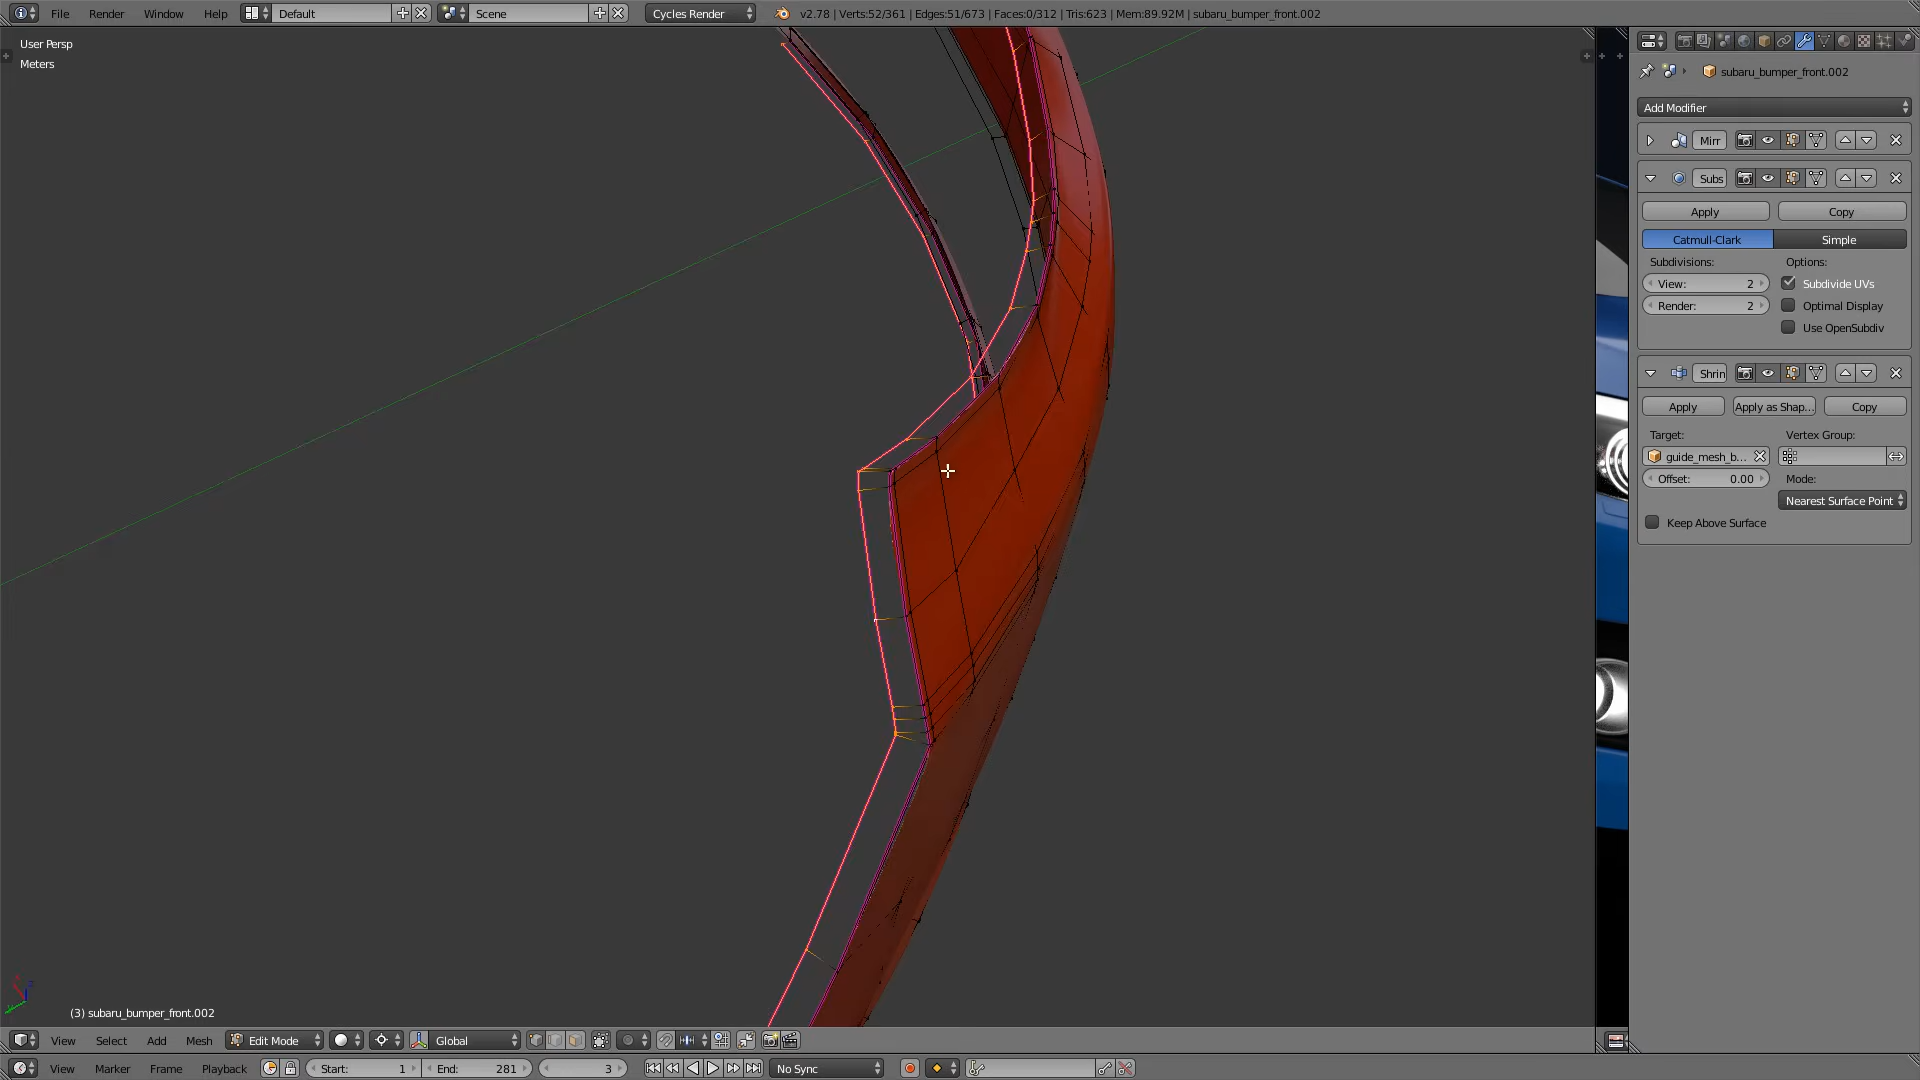 File Render Window Help Default Scene Cycles Render v2.78 | Verts:52/361 | Edges:51/673 | Faces:0/312 | Tris:623 | Mem:89.92M | subaru_bumper_front.002
User Persp
Meters
subaru_bumper_front.002
Add Modifier
Mirr
Subs
Apply Copy
Catmull-Clark Simple
Subdivisions: Options:
View: 2 Subdivide UVs
Render: 2 Optimal Display
Use OpenSubdiv
Shrin
Apply Apply as Shap... Copy
Target: Vertex Group:
guide_mesh_b...
Offset: 0.00 Mode:
Nearest Surface Point
Keep Above Surface
(3) subaru_bumper_front.002
View Select Add Mesh Edit Mode Global
View Marker Frame Playback Start: 1 End: 281 3 No Sync